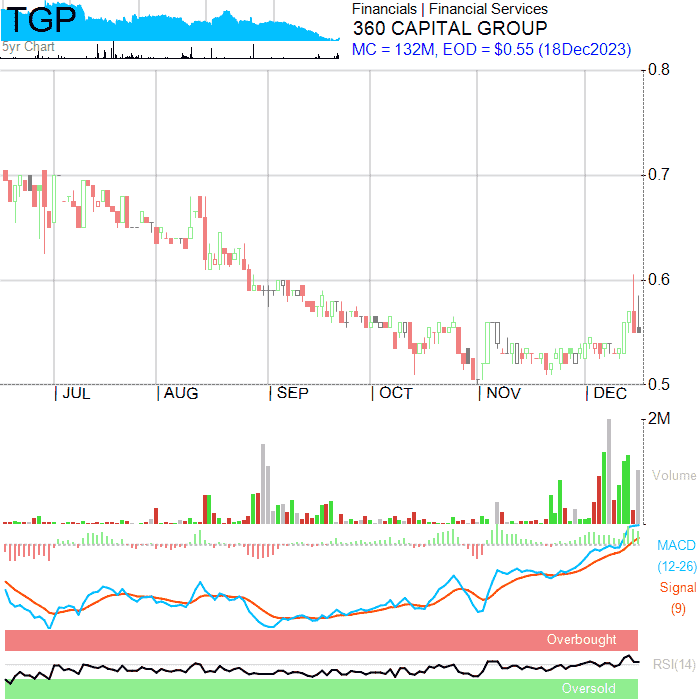 TGP
5yr Chart
Financials | Financial Services
360 CAPITAL GROUP
MC = 132M, EOD = $0.55 (18Dec2023)
0.8
0.7
0.6
0.5
| JUL | AUG | SEP | OCT | NOV | DEC
2M
Volume
MACD
(12-26)
Signal
(9)
Overbought
RSI(14)
Oversold